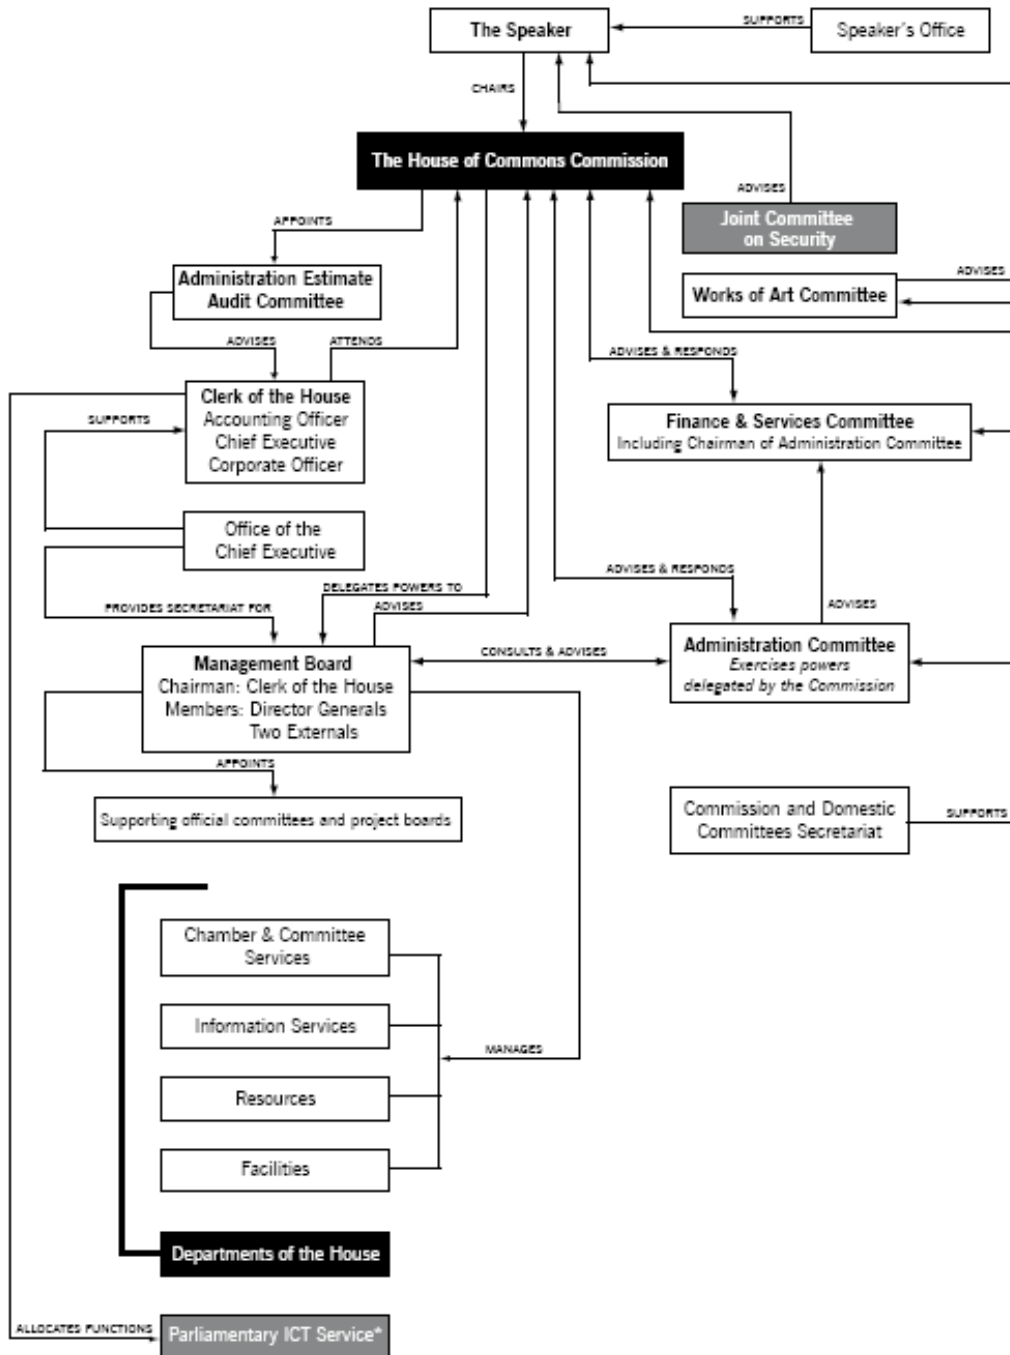 The Speaker
SUPPORTS
Speaker's Office
CHAIRS
The House of Commons Commission
ADVISES
Joint Committee
on Security
APPOINTS
Administration Estimate
Audit Committee
Works of Art Committee
ADVISES
ADVISES
ATTENDS
ADVISES & RESPONDS
Clerk of the House
Accounting Officer
Chief Executive
Corporate Officer
SUPPORTS
Finance & Services Committee
Including Chairman of Administration Committee
Office of the
Chief Executive
DELEGATES POWERS TO
ADVISES & RESPONDS
PROVIDES SECRETARIAT FOR
ADVISES
ADVISES
Management Board
Chairman: Clerk of the House
Members: Director Generals
Two Externals
CONSULTS & ADVISES
Administration Committee
Exercises powers
delegated by the Commission
APPOINTS
Supporting official committees and project boards
Commission and Domestic
Committees Secretariat
SUPPORTS
Chamber & Committee
Services
Information Services
MANAGES
Resources
Facilities
Departments of the House
ALLOCATES FUNCTIONS
Parliamentary ICT Service*